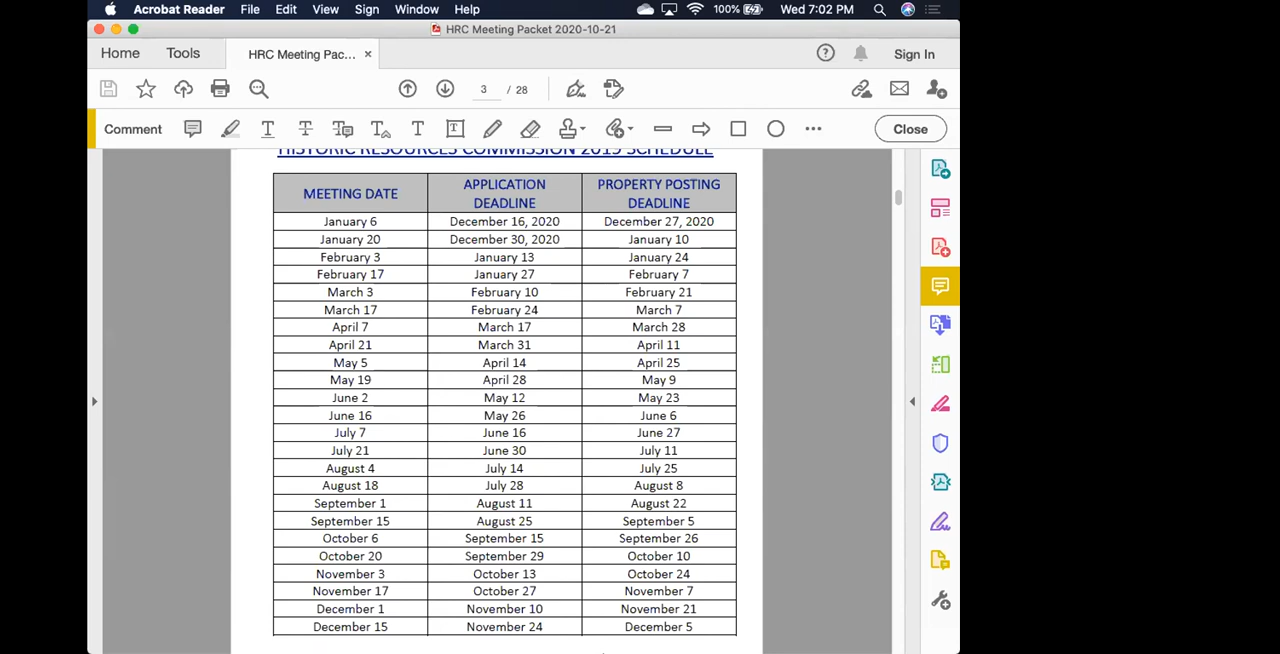 Acrobat Reader File Edit View Sign Window Help 100% Wed 7:02 PM
HRC Meeting Packet 2020-10-21
Home Tools HRC Meeting Pac... × Sign In
3 / 28
Comment Close
HISTORIC RESOURCES COMMISSION 2019 SCHEDULE
MEETING DATE APPLICATION DEADLINE PROPERTY POSTING DEADLINE
January 6 December 16, 2020 December 27, 2020
January 20 December 30, 2020 January 10
February 3 January 13 January 24
February 17 January 27 February 7
March 3 February 10 February 21
March 17 February 24 March 7
April 7 March 17 March 28
April 21 March 31 April 11
May 5 April 14 April 25
May 19 April 28 May 9
June 2 May 12 May 23
June 16 May 26 June 6
July 7 June 16 June 27
July 21 June 30 July 11
August 4 July 14 July 25
August 18 July 28 August 8
September 1 August 11 August 22
September 15 August 25 September 5
October 6 September 15 September 26
October 20 September 29 October 10
November 3 October 13 October 24
November 17 October 27 November 7
December 1 November 10 November 21
December 15 November 24 December 5